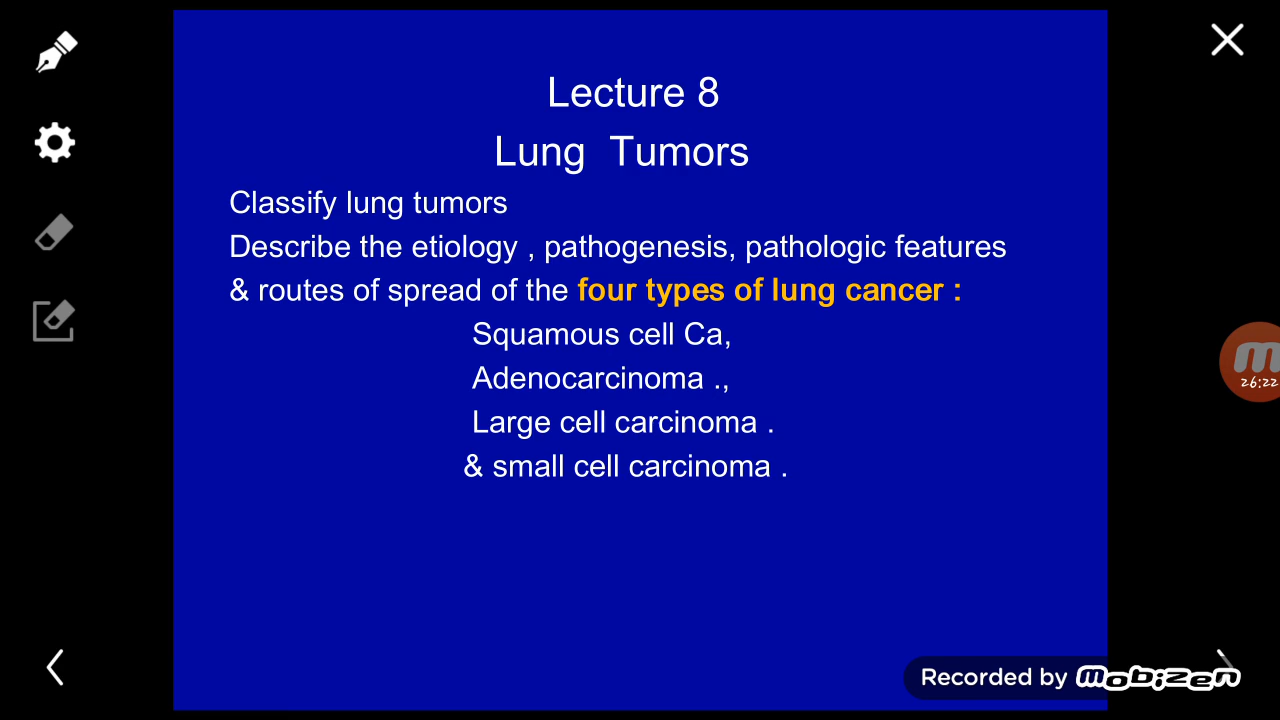 Lecture 8
Lung Tumors
Classify lung tumors
Describe the etiology , pathogenesis, pathologic features
& routes of spread of the four types of lung cancer :
Squamous cell Ca,
Adenocarcinoma .,
Large cell carcinoma .
& small cell carcinoma .
26:22
Recorded by Mobizen